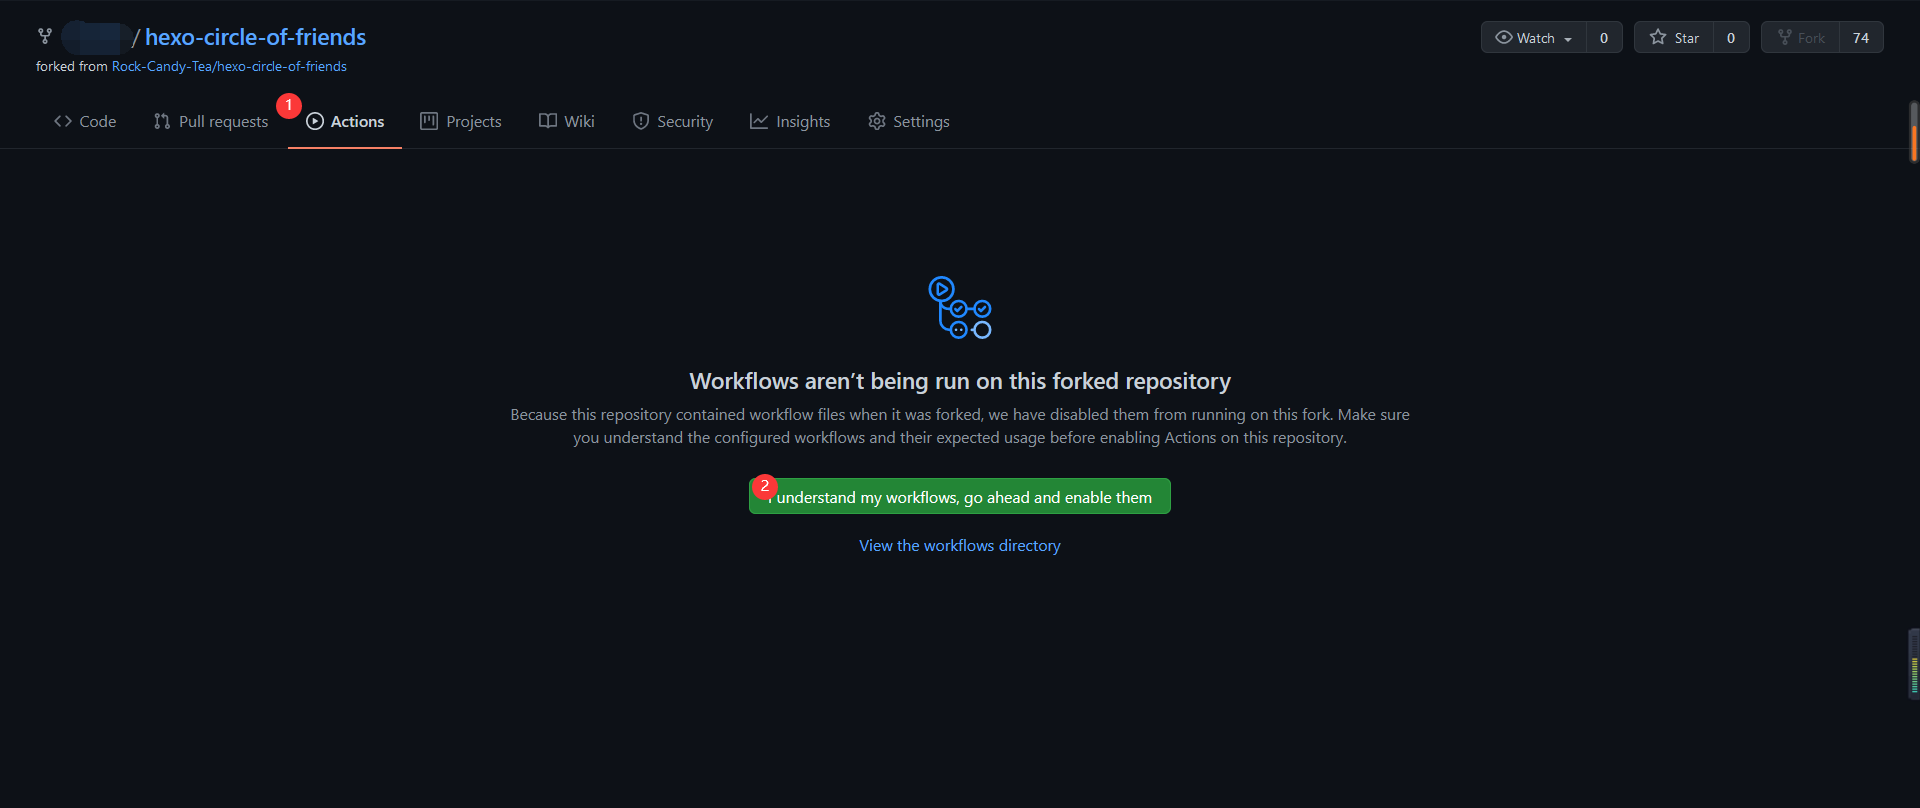 / hexo-circle-of-friends
Watch 0 Star 0 Fork 74
forked from Rock-Candy-Tea/hexo-circle-of-friends
Code Pull requests 1 Actions Projects Wiki Security Insights Settings
Workflows aren’t being run on this forked repository
Because this repository contained workflow files when it was forked, we have disabled them from running on this fork. Make sure
you understand the configured workflows and their expected usage before enabling Actions on this repository.
2
I understand my workflows, go ahead and enable them
View the workflows directory